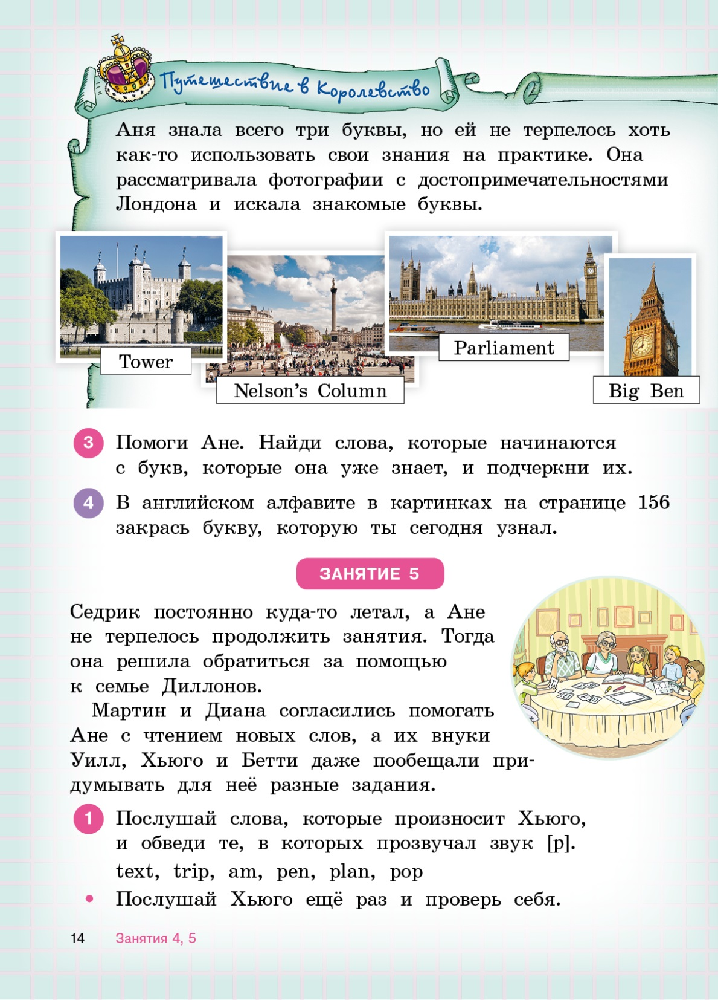 Путешествие в Королевство
Аня знала всего три буквы, но ей не терпелось хоть
как-то использовать свои знания на практике. Она
рассматривала фотографии с достопримечательностями
Лондона и искала знакомые буквы.
Tower
Nelson's Column
Parliament
Big Ben
3 Помоги Ане. Найди слова, которые начинаются
с букв, которые она уже знает, и подчеркни их.
4 В английском алфавите в картинках на странице 156
закрась букву, которую ты сегодня узнал.
ЗАНЯТИЕ 5
Седрик постоянно куда-то летал, а Ане
не терпелось продолжить занятия. Тогда
она решила обратиться за помощью
к семье Диллонов.
Мартин и Диана согласились помогать
Ане с чтением новых слов, а их внуки
Уилл, Хьюго и Бетти даже пообещали при-
думывать для неё разные задания.
1 Послушай слова, которые произносит Хьюго,
и обведи те, в которых прозвучал звук [p].
text, trip, am, pen, plan, pop
• Послушай Хьюго ещё раз и проверь себя.
14 Занятия 4, 5